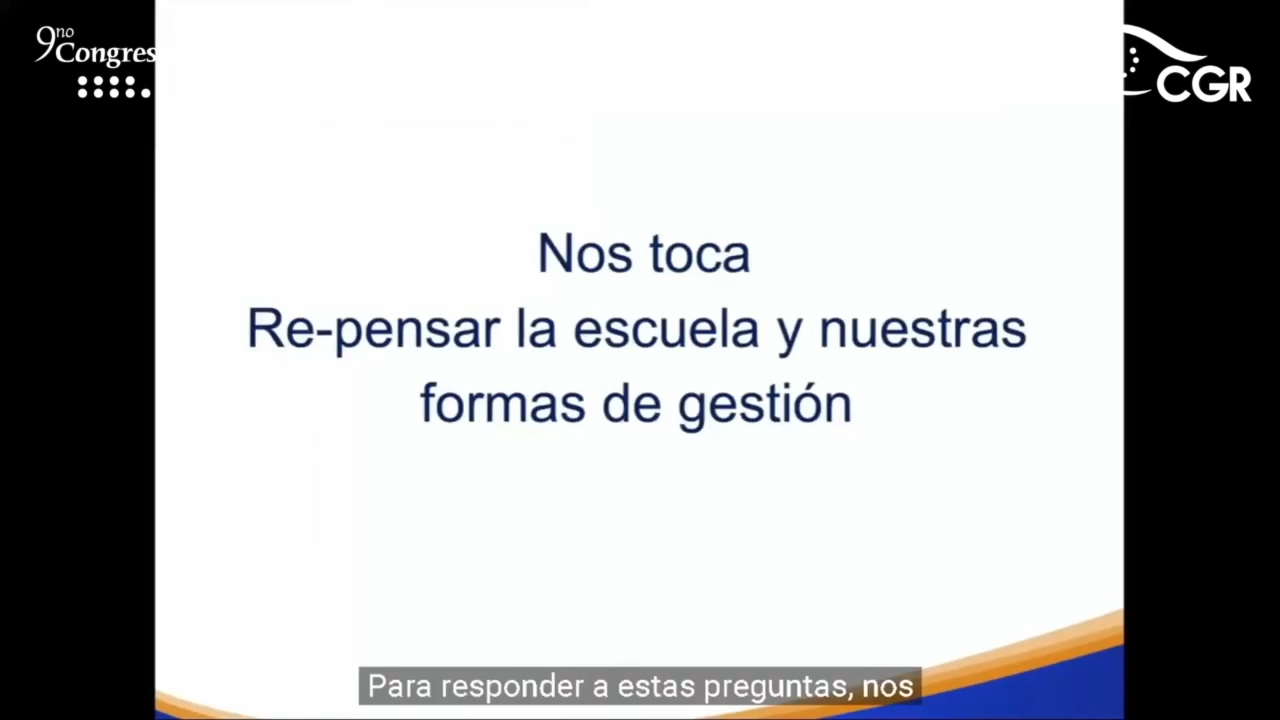 9no
Congres
CGR
Nos toca
Re-pensar la escuela y nuestras
formas de gestión
Para responder a estas preguntas, nos